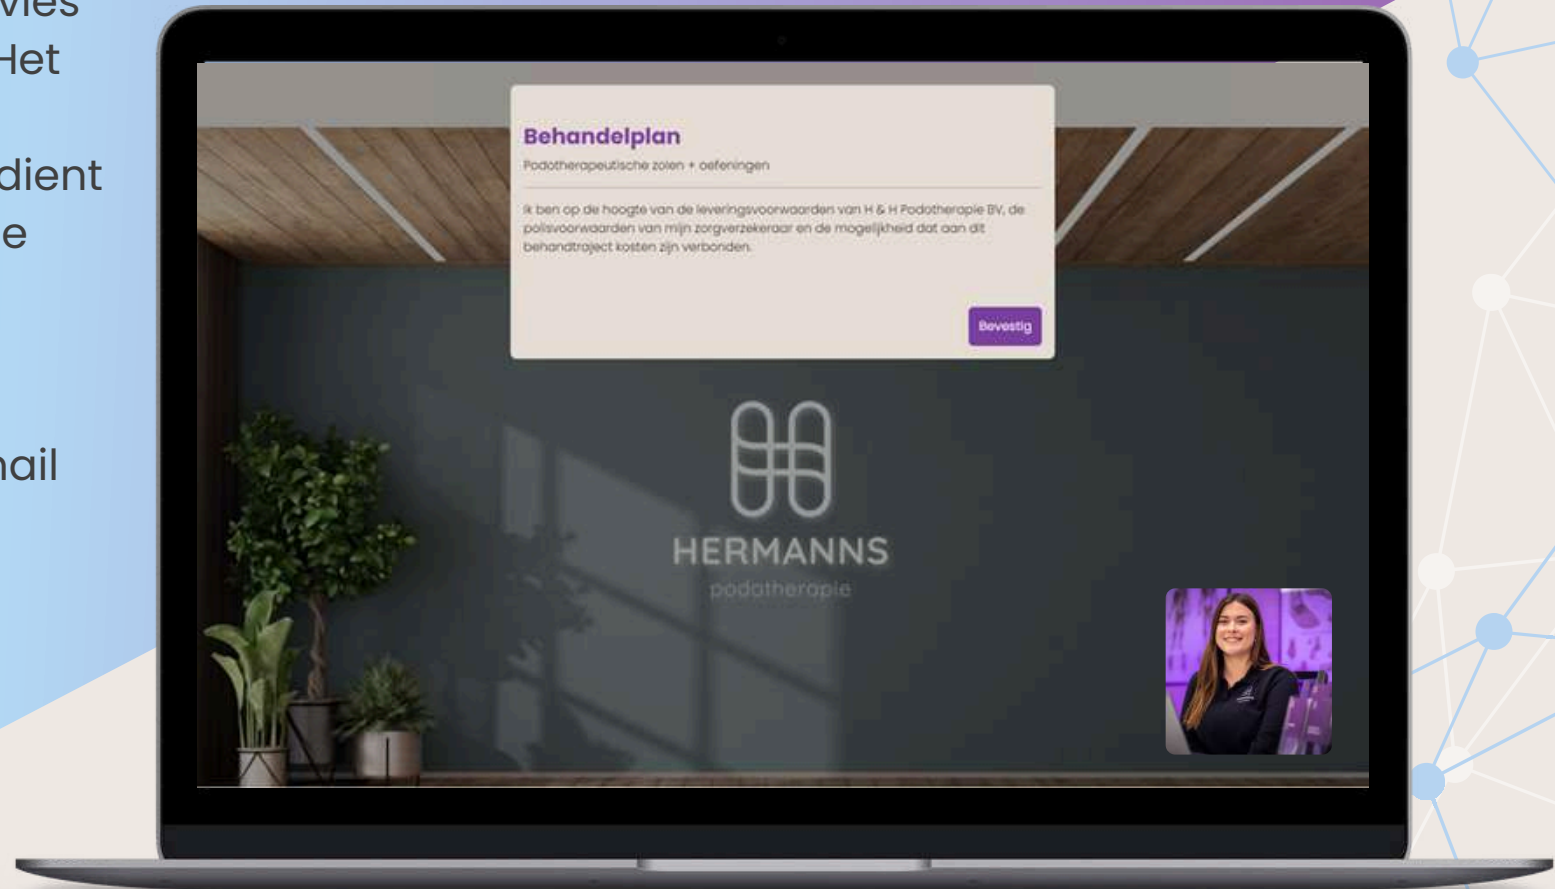 vies
Het
dient
e
nail
Behandelplan
Podotherapeutische zolen + oefeningen
Ik ben op de hoogte van de leveringsvoorwaarden van H & H Podotherapie BV, de
polisvoorwaarden van mijn zorgverzekeraar en de mogelijkheid dat aan dit
behandtraject kosten zijn verbonden.
Bevestig
HERMANNS
podotherapie